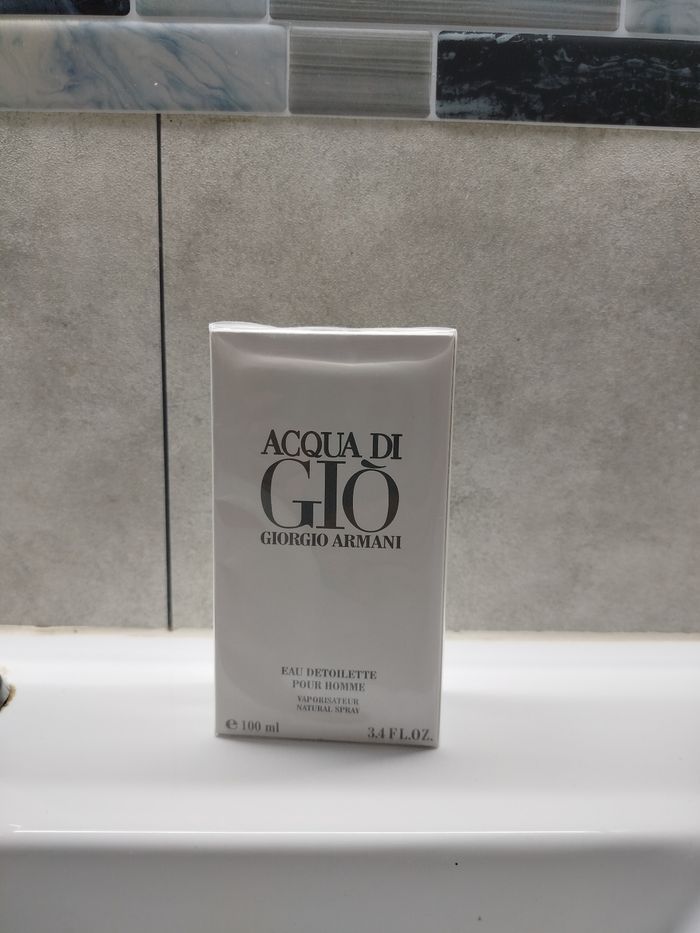 ACQUA DI
GIÒ
GIORGIO ARMANI
EAU DETOILETTE
POUR HOMME
VAPORISATEUR
NATURAL SPRAY
℮ 100 ml 3.4 FL.OZ.